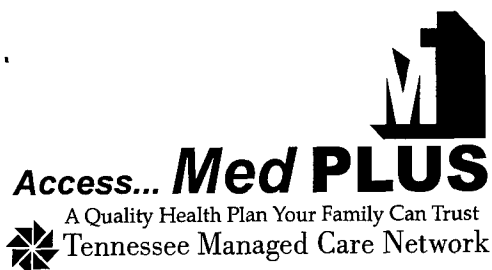 M
Access... Med PLUS
A Quality Health Plan Your Family Can Trust
Tennessee Managed Care Network